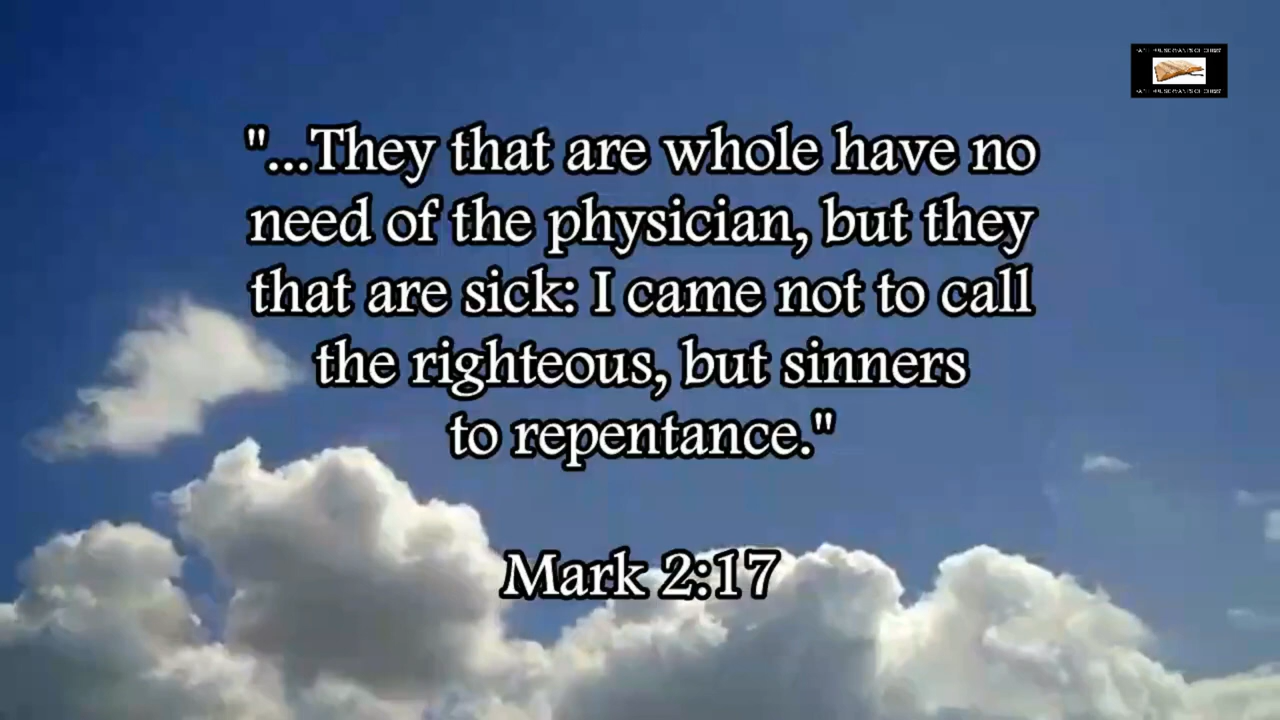 "...They that are whole have no
need of the physician, but they
that are sick: I came not to call
the righteous, but sinners
to repentance."
Mark 2:17